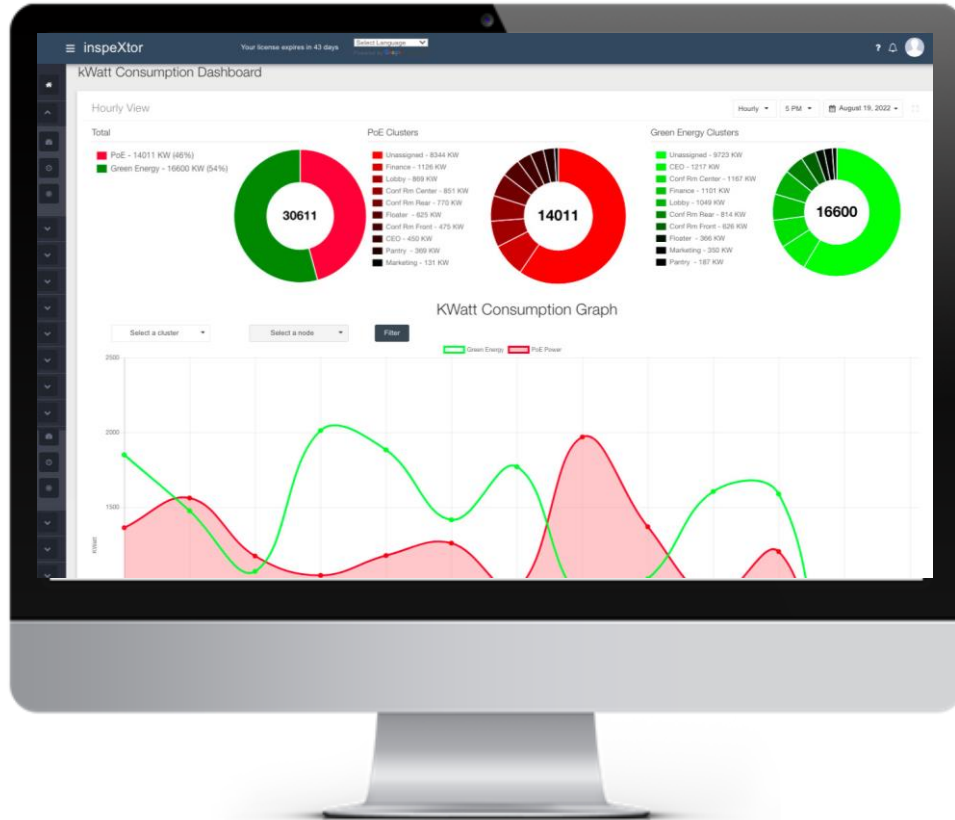 inspeXtor
Your license expires in 43 days
Select Language
?
kWatt Consumption Dashboard
Hourly View
Hourly
5 PM
August 19, 2022
Total
PoE - 14011 KW (46%)
Green Energy - 16600 KW (54%)
30611
PoE Clusters
Unassigned - 8344 KW
Finance - 1126 KW
Lobby - 869 KW
Conf Rm Center - 851 KW
Conf Rm Rear - 770 KW
Floater - 625 KW
Conf Rm Front - 475 KW
CEO - 450 KW
Pantry - 369 KW
Marketing - 131 KW
14011
Green Energy Clusters
Unassigned - 9723 KW
CEO - 1217 KW
Conf Rm Center - 1167 KW
Finance - 1101 KW
Lobby - 1049 KW
Conf Rm Rear - 814 KW
Conf Rm Front - 626 KW
Floater - 366 KW
Marketing - 350 KW
Pantry - 187 KW
16600
KWatt Consumption Graph
Select a cluster
Select a node
Filter
Green Energy
PoE Power
2500
2000
1500
KWatt